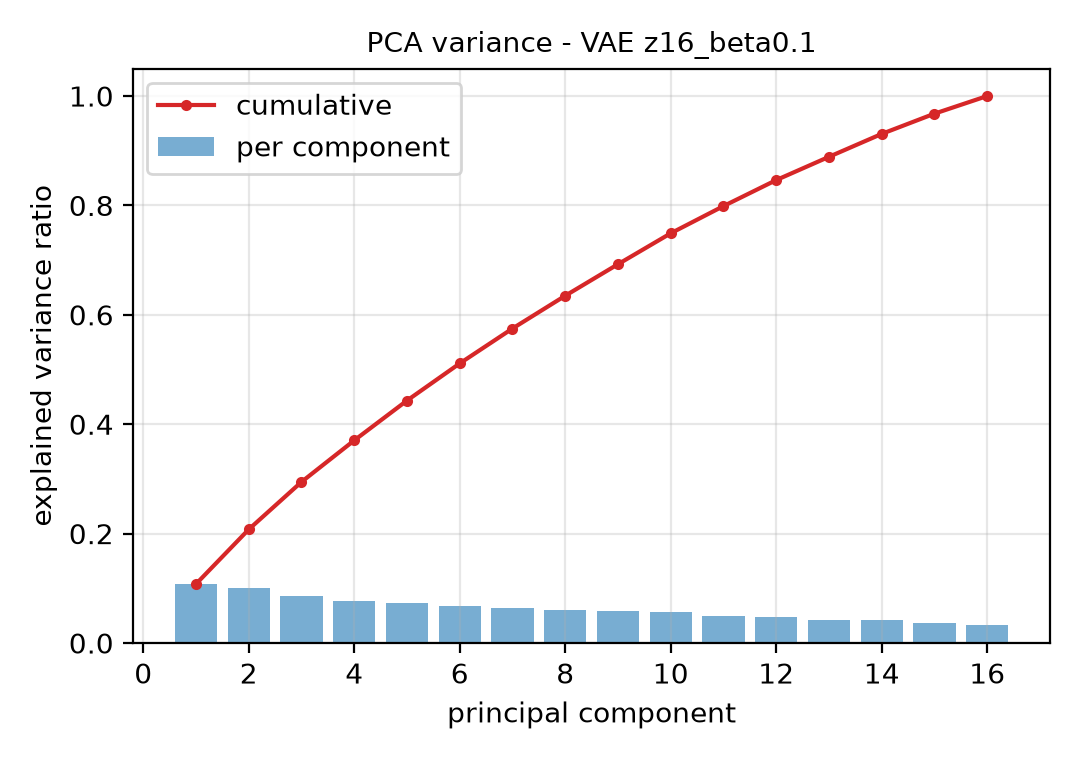 PCA variance - VAE z16_beta0.1
cumulative
per component
explained variance ratio
1.0
0.8
0.6
0.4
0.2
0.0
0 2 4 6 8 10 12 14 16
principal component